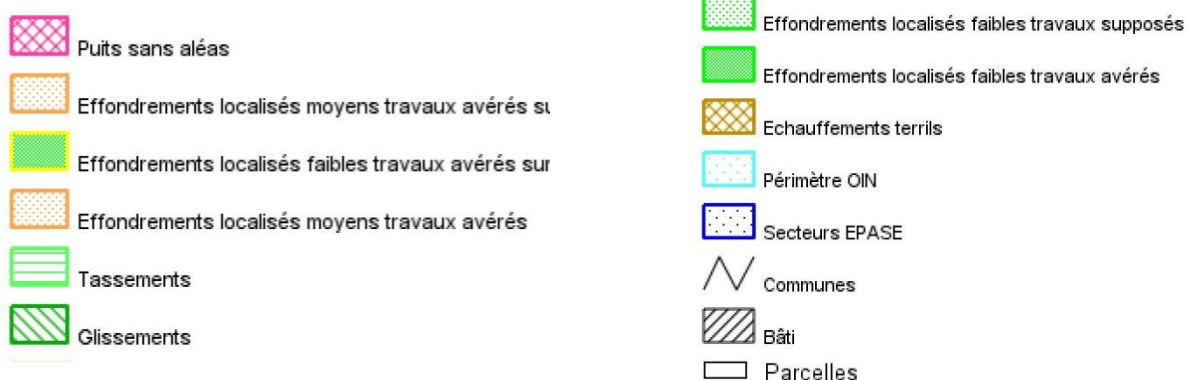 Puits sans aléas
Effondrements localisés moyens travaux avérés
Effondrements localisés faibles travaux avérés sur
Effondrements localisés moyens travaux avérés
Tassements
Glissements
Effondrements localisés faibles travaux supposés
Effondrements localisés faibles travaux avérés
Echauffements terrils
Périmètre OIN
Secteurs EPASE
Communes
Bâti
Parcelles